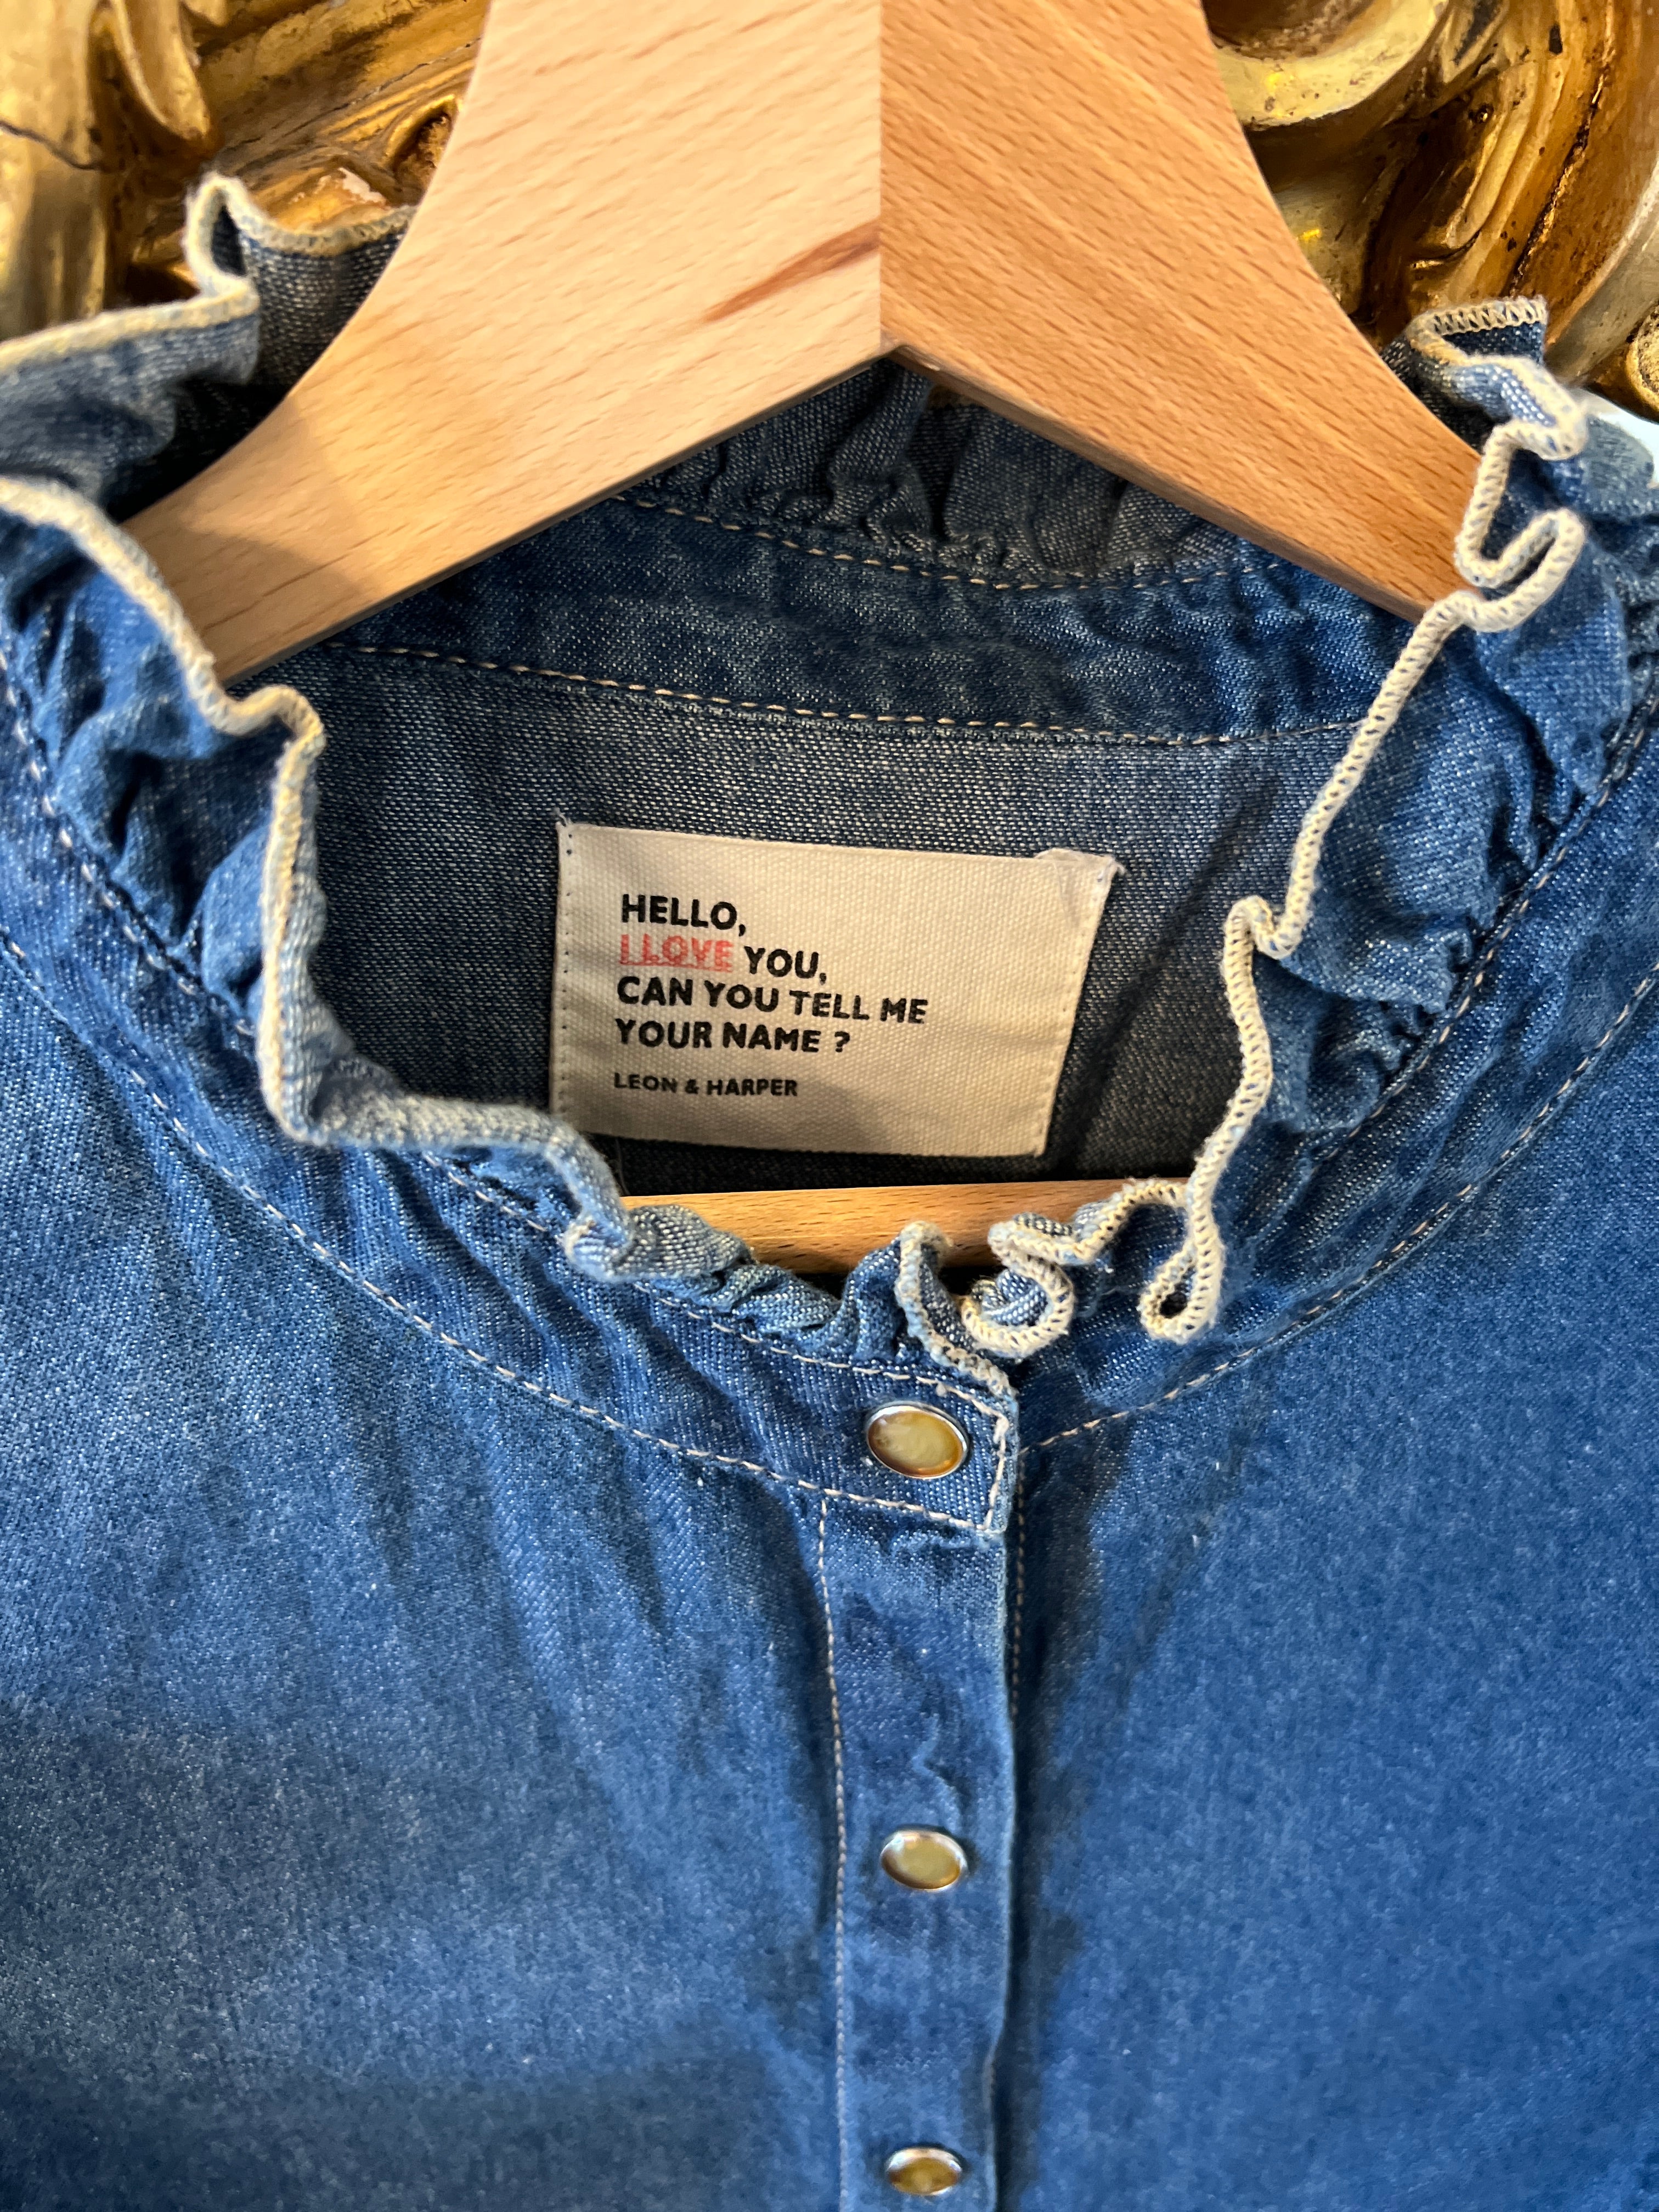 HELLO,
I LOVE YOU,
CAN YOU TELL ME
YOUR NAME ?
LEON & HARPER